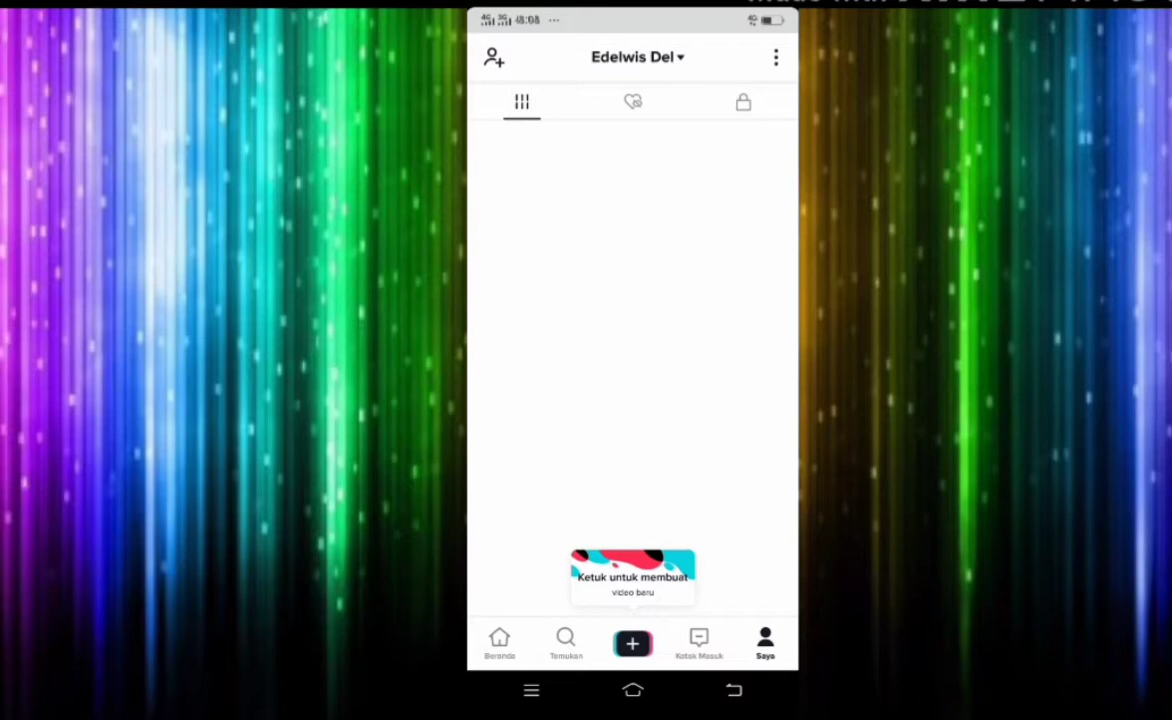 Edelwis Del
Ketuk untuk membuat
video baru
Beranda
Temukan
Kotak Masuk
Saya